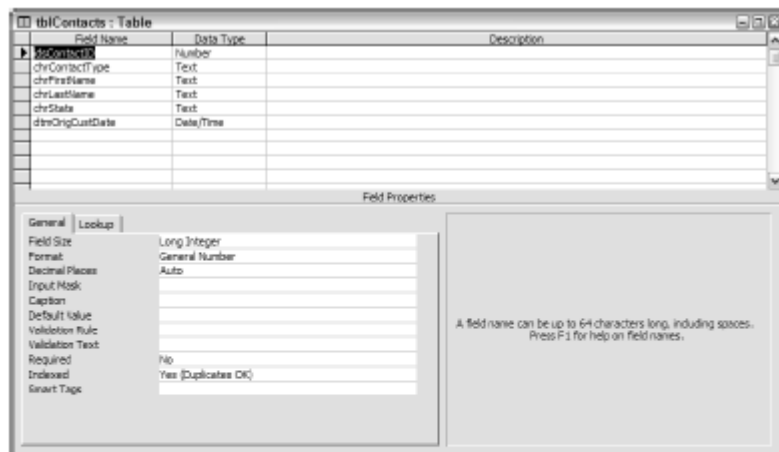 tblContacts : Table
Field Name Data Type Description
idsContactID Number
chrContactType Text
chrFirstName Text
chrLastName Text
chrState Text
dtmOrigCustDate Date/Time
Field Properties
General Lookup
Field Size Long Integer
Format General Number
Decimal Places Auto
Input Mask
Caption
Default Value
Validation Rule
Validation Text
Required No
Indexed Yes (Duplicates OK)
Smart Tags
A field name can be up to 64 characters long, including spaces.
Press F1 for help on field names.